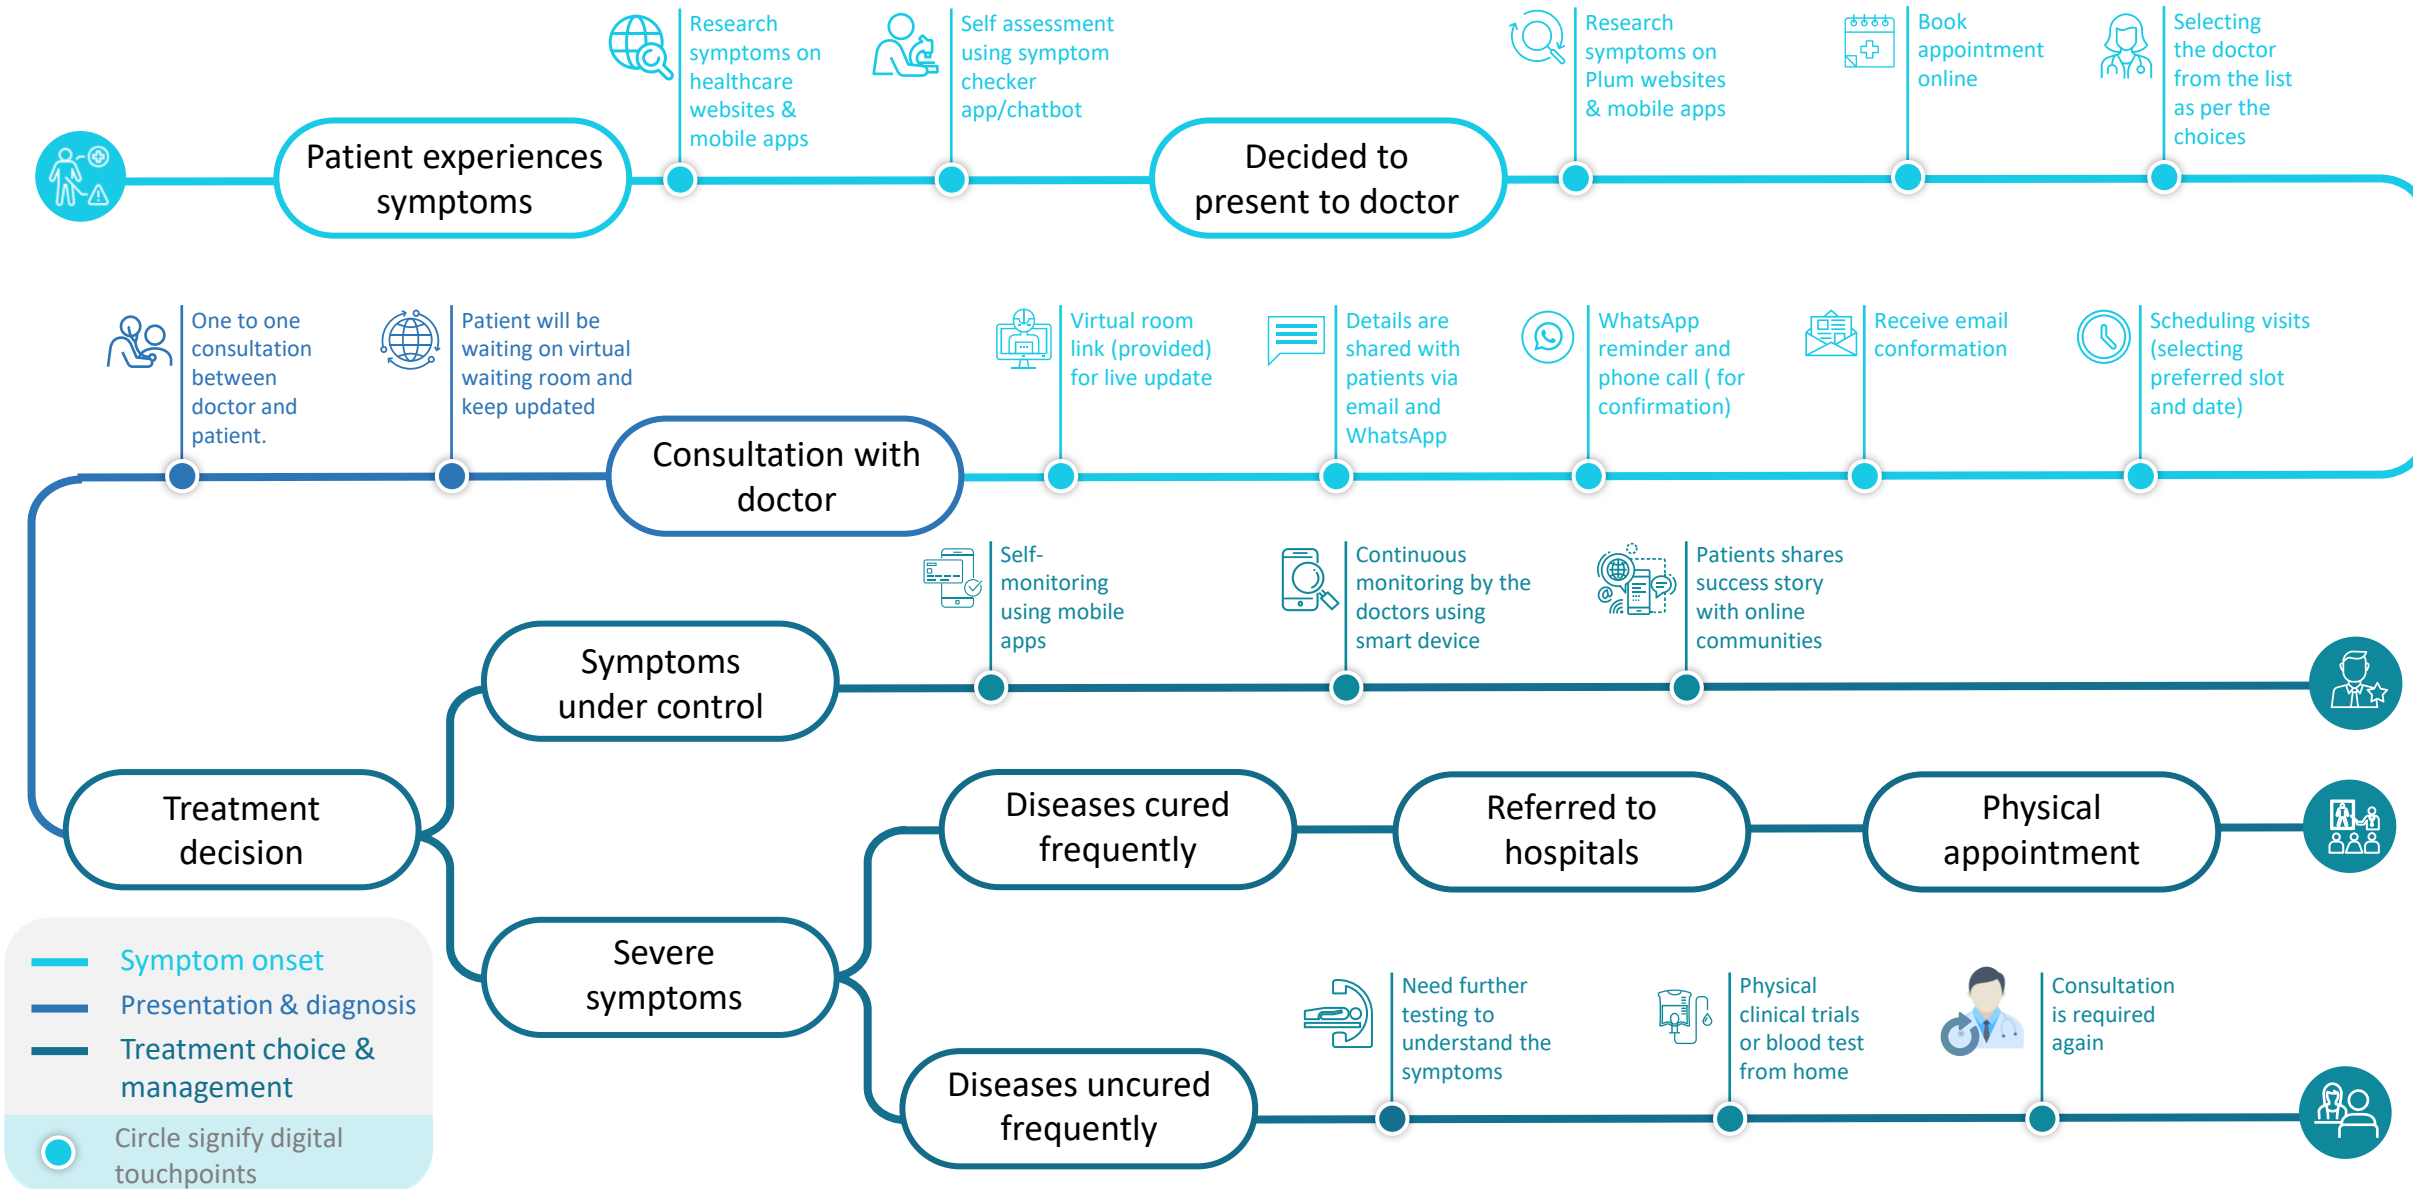 Research
symptoms on
healthcare
websites &
mobile apps
Self assessment
using symptom
checker
app/chatbot
Research
symptoms on
Plum websites
& mobile apps
Book
appointment
online
Selecting
the doctor
from the list
as per the
choices
Patient experiences
symptoms
Decided to
present to doctor
One to one
consultation
between
doctor and
patient.
Patient will be
waiting on virtual
waiting room and
keep updated
Consultation with
doctor
Virtual room
link (provided)
for live update
Details are
shared with
patients via
email and
WhatsApp
WhatsApp
reminder and
phone call ( for
confirmation)
Receive email
conformation
Scheduling visits
(selecting
preferred slot
and date)
Self-
monitoring
using mobile
apps
Continuous
monitoring by the
doctors using
smart device
Patients shares
success story
with online
communities
Symptoms
under control
Treatment
decision
Diseases cured
frequently
Referred to
hospitals
Physical
appointment
Severe
symptoms
Need further
testing to
understand the
symptoms
Physical
clinical trials
or blood test
from home
Consultation
is required
again
Diseases uncured
frequently
Symptom onset
Presentation & diagnosis
Treatment choice &
management
Circle signify digital
touchpoints